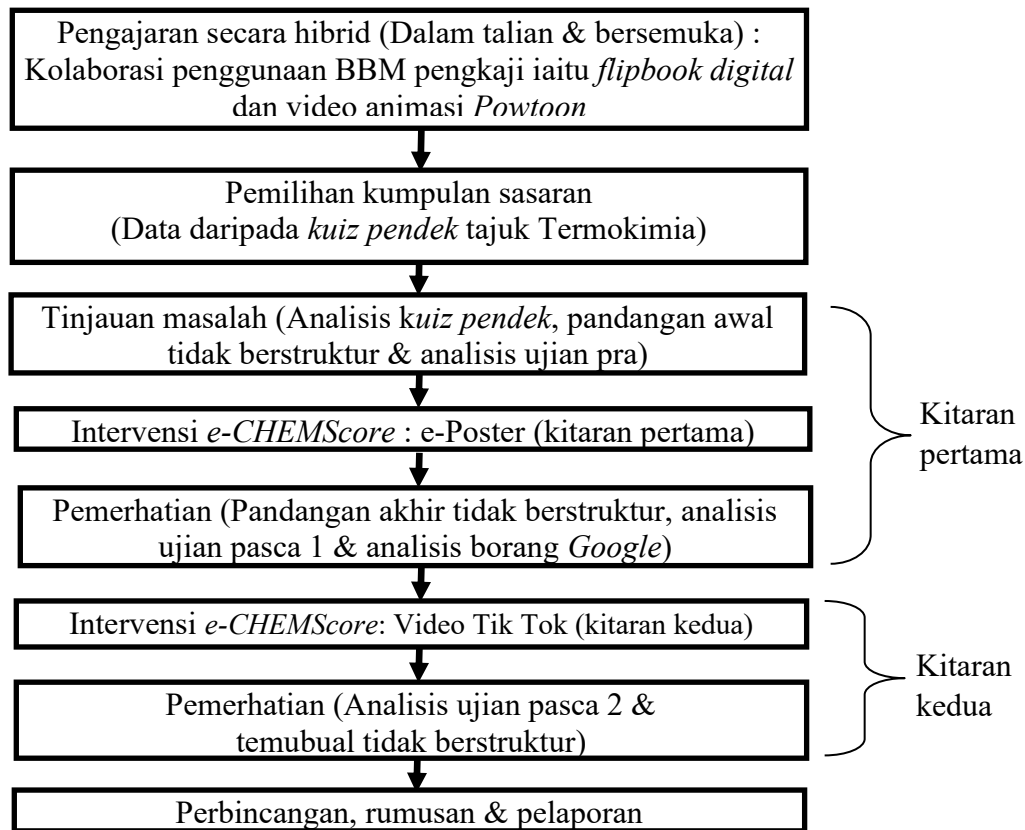 Pengajaran secara hibrid (Dalam talian & bersemuka) :
Kolaborasi penggunaan BBM pengkaji iaitu flipbook digital
dan video animasi Powtoon
Pemilihan kumpulan sasaran
(Data daripada kuiz pendek tajuk Termokimia)
Tinjauan masalah (Analisis kuiz pendek, pandangan awal
tidak berstruktur & analisis ujian pra)
Intervensi e-CHEMScore : e-Poster (kitaran pertama)
Pemerhatian (Pandangan akhir tidak berstruktur, analisis
ujian pasca 1 & analisis borang Google)
Kitaran
pertama
Intervensi e-CHEMScore: Video Tik Tok (kitaran kedua)
Pemerhatian (Analisis ujian pasca 2 &
temubual tidak berstruktur)
Kitaran
kedua
Perbincangan, rumusan & pelaporan